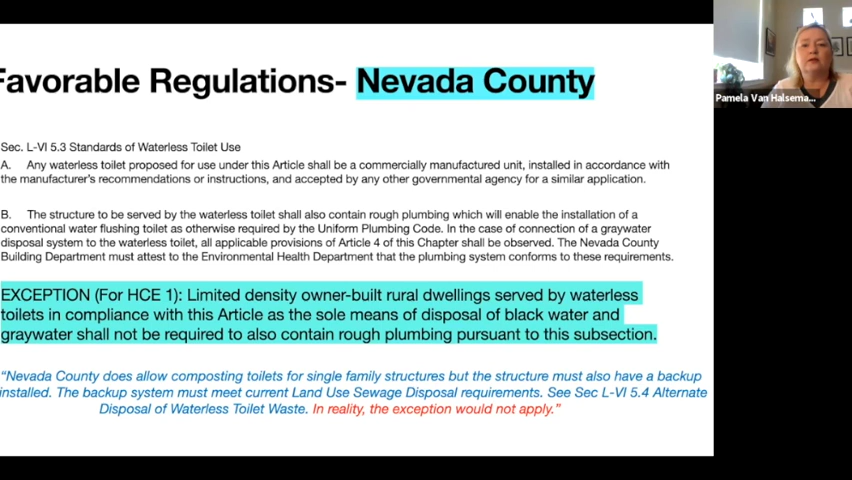 Favorable Regulations- Nevada County
Sec. L-VI 5.3 Standards of Waterless Toilet Use
A. Any waterless toilet proposed for use under this Article shall be a commercially manufactured unit, installed in accordance with
the manufacturer's recommendations or instructions, and accepted by any other governmental agency for a similar application.
B. The structure to be served by the waterless toilet shall also contain rough plumbing which will enable the installation of a
conventional water flushing toilet as otherwise required by the Uniform Plumbing Code. In the case of connection of a graywater
disposal system to the waterless toilet, all applicable provisions of Article 4 of this Chapter shall be observed. The Nevada County
Building Department must attest to the Environmental Health Department that the plumbing system conforms to these requirements.
EXCEPTION (For HCE 1): Limited density owner-built rural dwellings served by waterless
toilets in compliance with this Article as the sole means of disposal of black water and
graywater shall not be required to also contain rough plumbing pursuant to this subsection.
"Nevada County does allow composting toilets for single family structures but the structure must also have a backup
installed. The backup system must meet current Land Use Sewage Disposal requirements. See Sec L-VI 5.4 Alternate
Disposal of Waterless Toilet Waste. In reality, the exception would not apply."
Pamela Van Halsema...